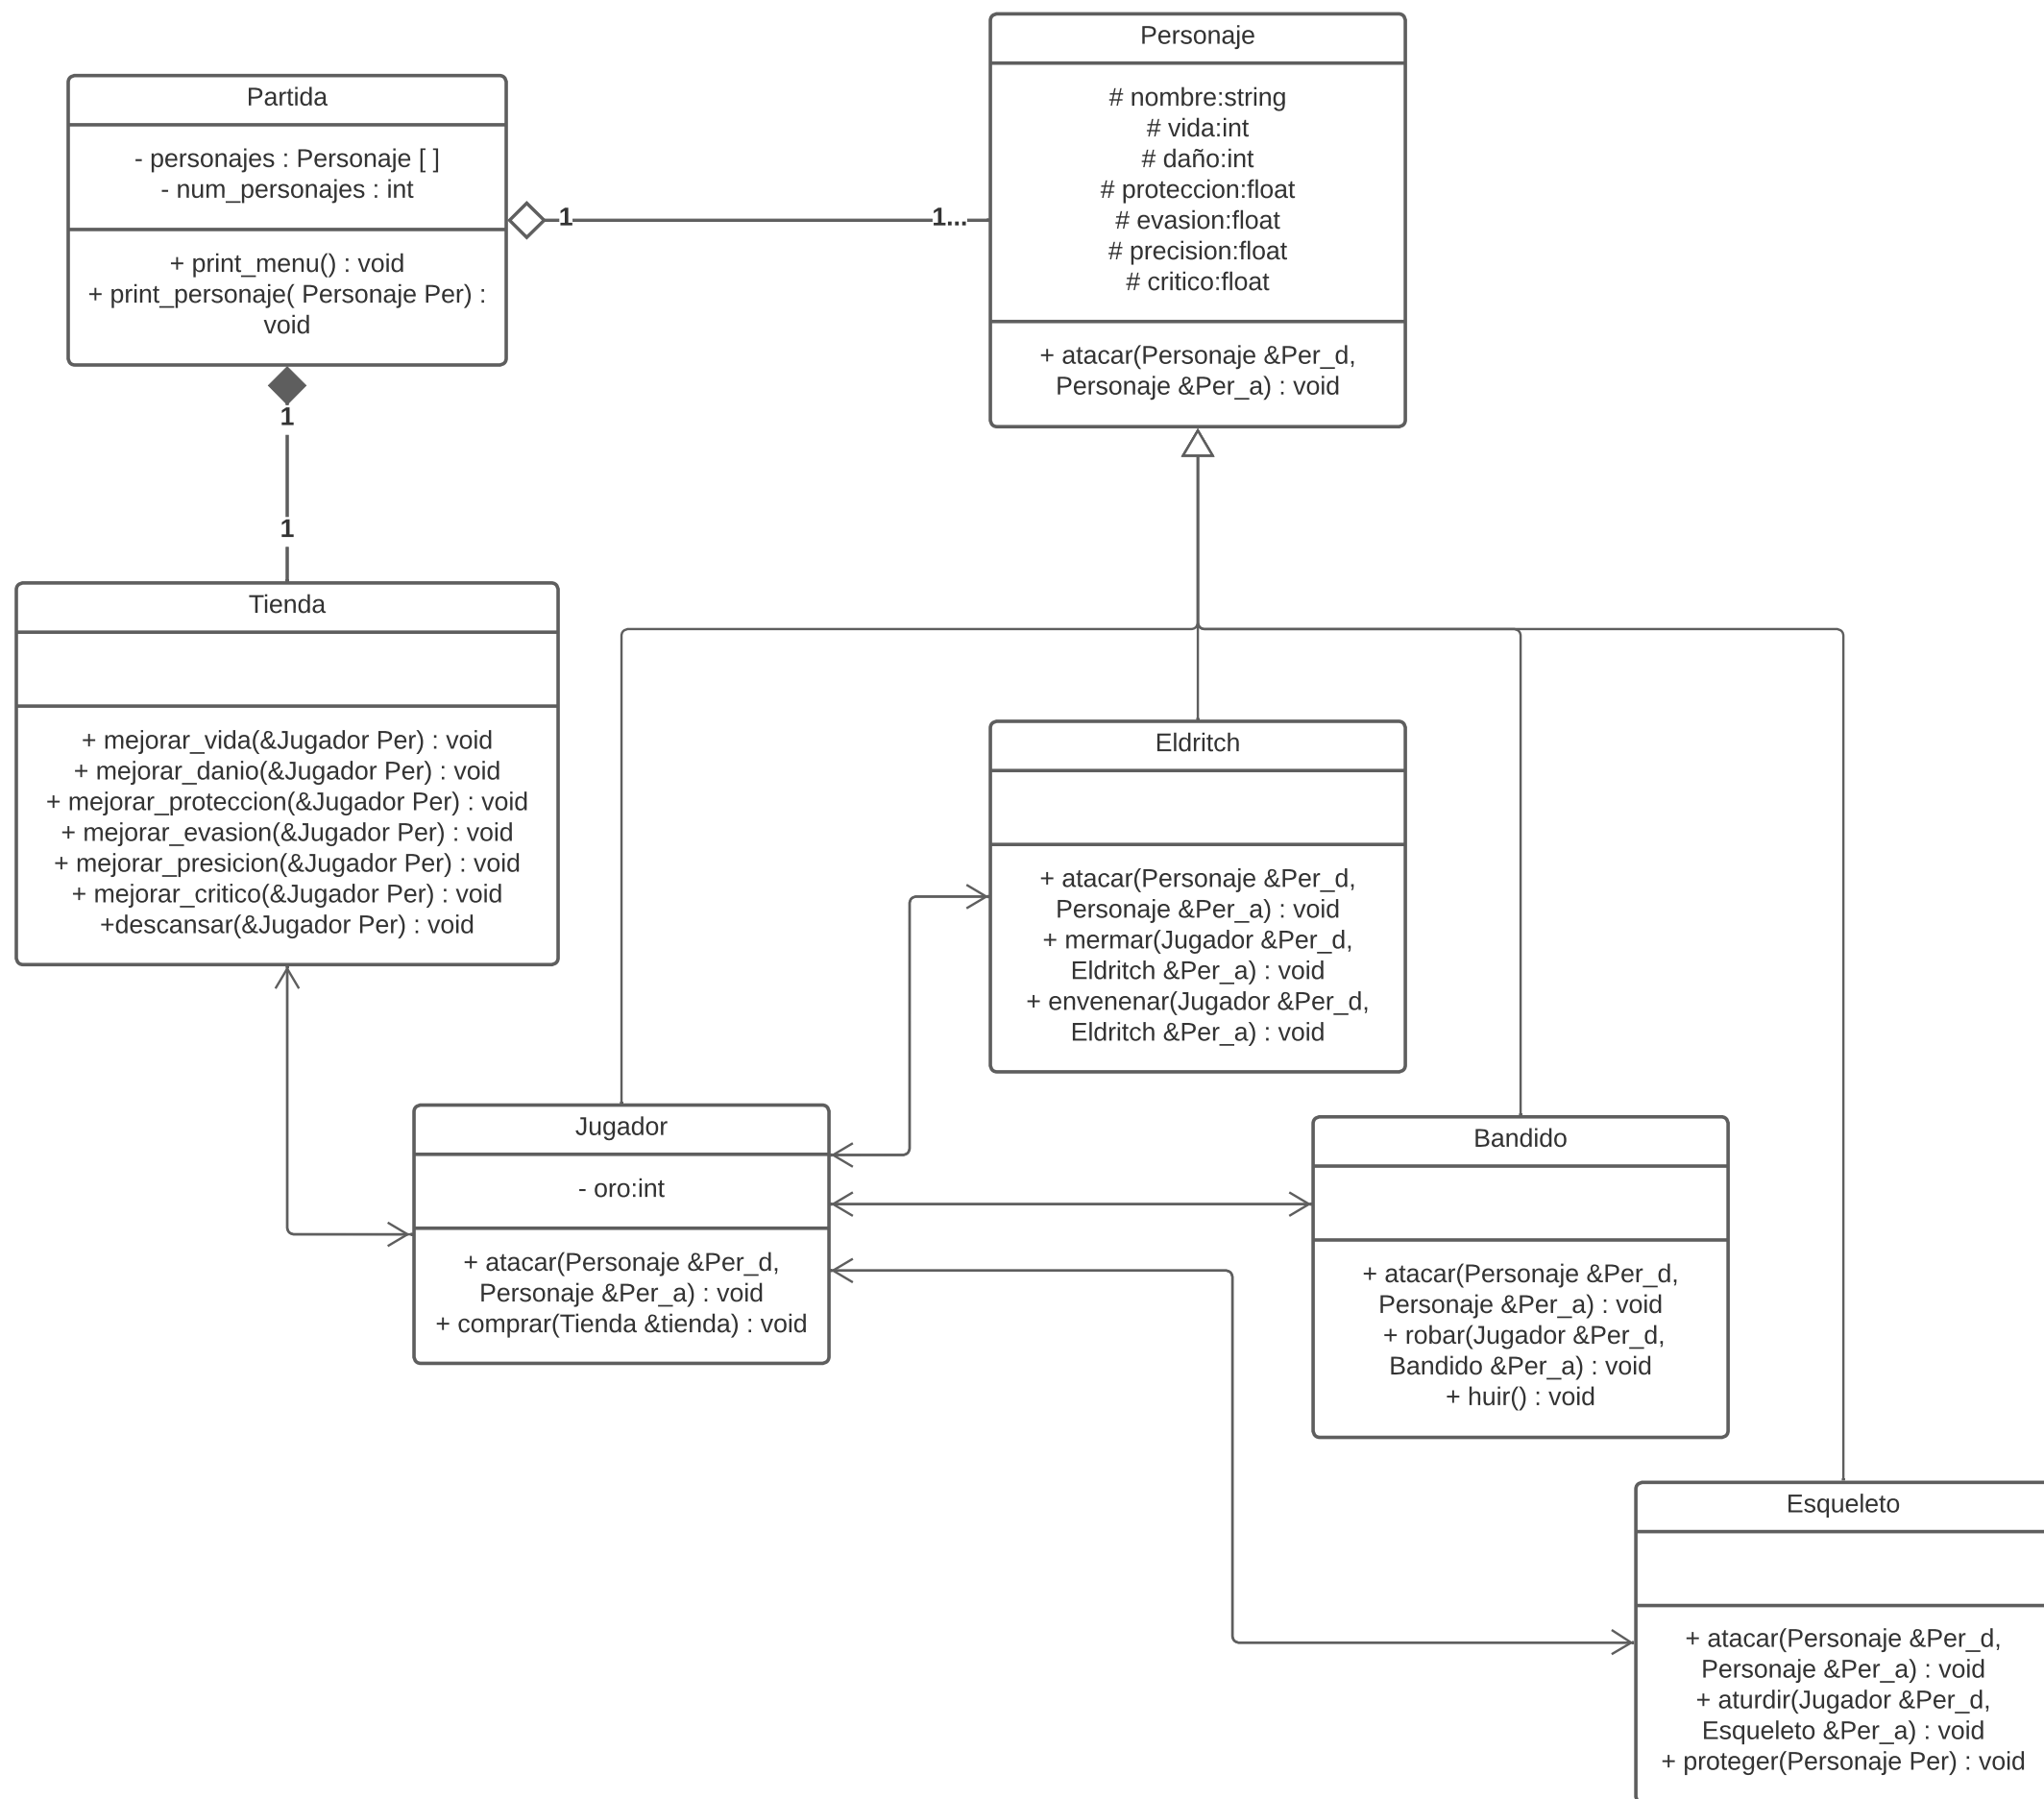 Personaje
# nombre:string
# vida:int
# daño:int
# proteccion:float
# evasion:float
# precision:float
# critico:float
+ atacar(Personaje &Per_d,
Personaje &Per_a) : void
Partida
- personajes : Personaje [ ]
- num_personajes : int
+ print_menu() : void
+ print_personaje( Personaje Per) :
void
1
1...
1
1
Tienda
+ mejorar_vida(&Jugador Per) : void
+ mejorar_danio(&Jugador Per) : void
+ mejorar_proteccion(&Jugador Per) : void
+ mejorar_evasion(&Jugador Per) : void
+ mejorar_presicion(&Jugador Per) : void
+ mejorar_critico(&Jugador Per) : void
+descansar(&Jugador Per) : void
Eldritch
+ atacar(Personaje &Per_d,
Personaje &Per_a) : void
+ mermar(Jugador &Per_d,
Eldritch &Per_a) : void
+ envenenar(Jugador &Per_d,
Eldritch &Per_a) : void
Jugador
- oro:int
+ atacar(Personaje &Per_d,
Personaje &Per_a) : void
+ comprar(Tienda &tienda) : void
Bandido
+ atacar(Personaje &Per_d,
Personaje &Per_a) : void
+ robar(Jugador &Per_d,
Bandido &Per_a) : void
+ huir() : void
Esqueleto
+ atacar(Personaje &Per_d,
Personaje &Per_a) : void
+ aturdir(Jugador &Per_d,
Esqueleto &Per_a) : void
+ proteger(Personaje Per) : void